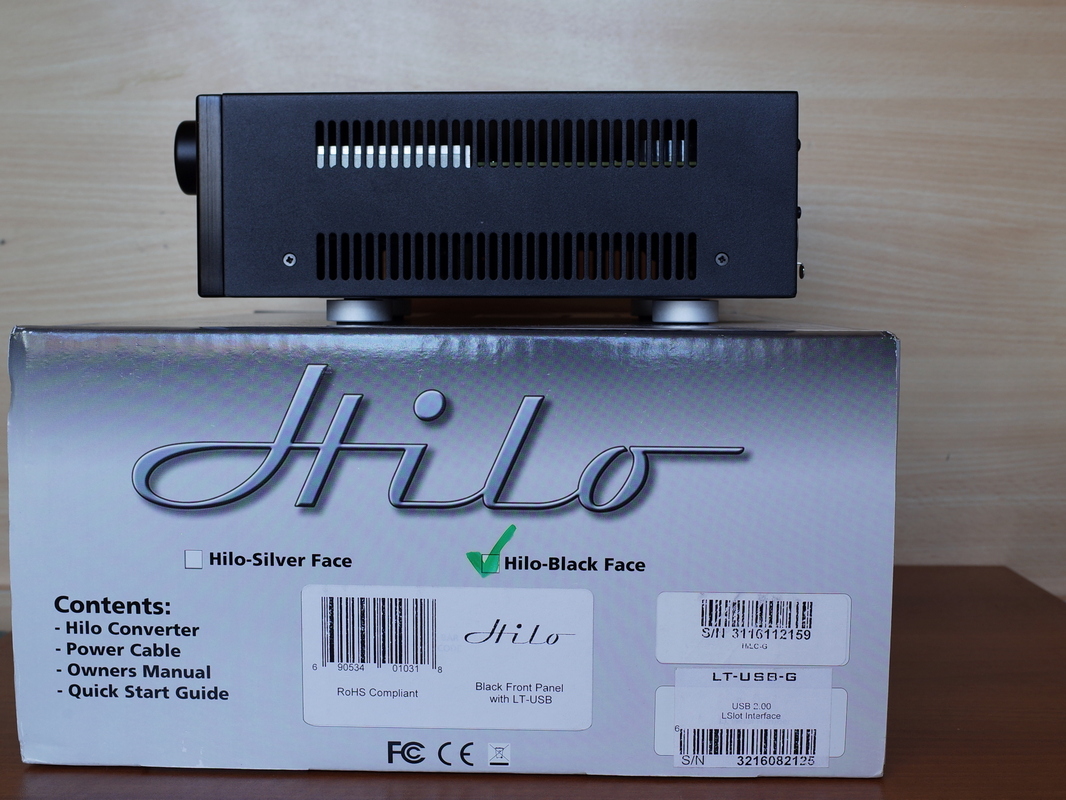 Hilo
Hilo-Silver Face
Hilo-Black Face
Contents:
- Hilo Converter
- Power Cable
- Owners Manual
- Quick Start Guide
6 90534 01031 8
Hilo
RoHS Compliant
Black Front Panel
with LT-USB
S/N 3116112159
LT-USB-G
USB 2.00
LSlot Interface
6
S/N 3216082125
FC CE